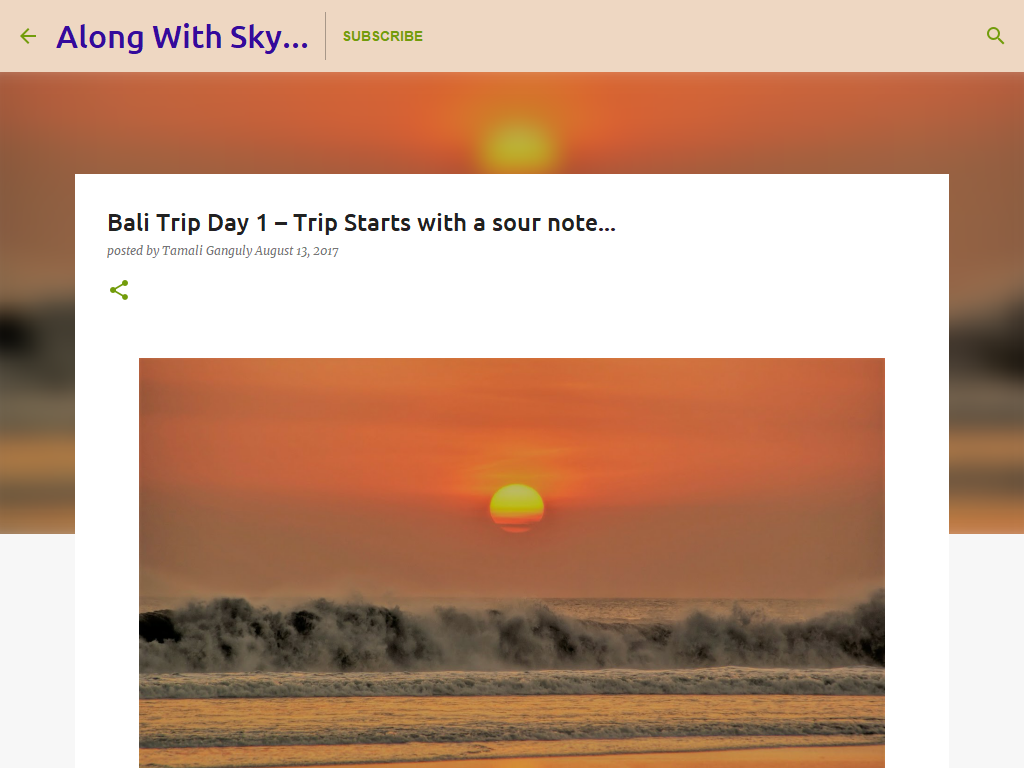 Along With Sky...
SUBSCRIBE
Bali Trip Day 1 – Trip Starts with a sour note...
posted by Tamali Ganguly August 13, 2017